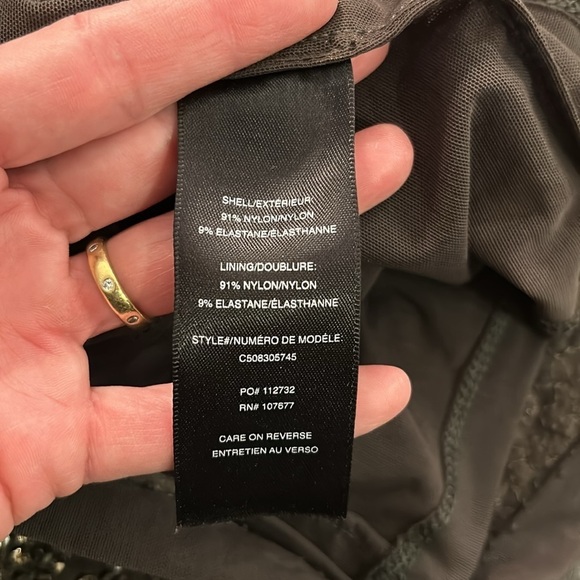 SHELL/EXTÉRIEUR:
91% NYLON/NYLON
9% ELASTANE/ÉLASTHANNE
LINING/DOUBLURE:
91% NYLON/NYLON
9% ELASTANE/ÉLASTHANNE
STYLE#/NUMÉRO DE MODÉLE:
C508305745
PO# 112732
RN# 107677
CARE ON REVERSE
ENTRETIEN AU VERSO